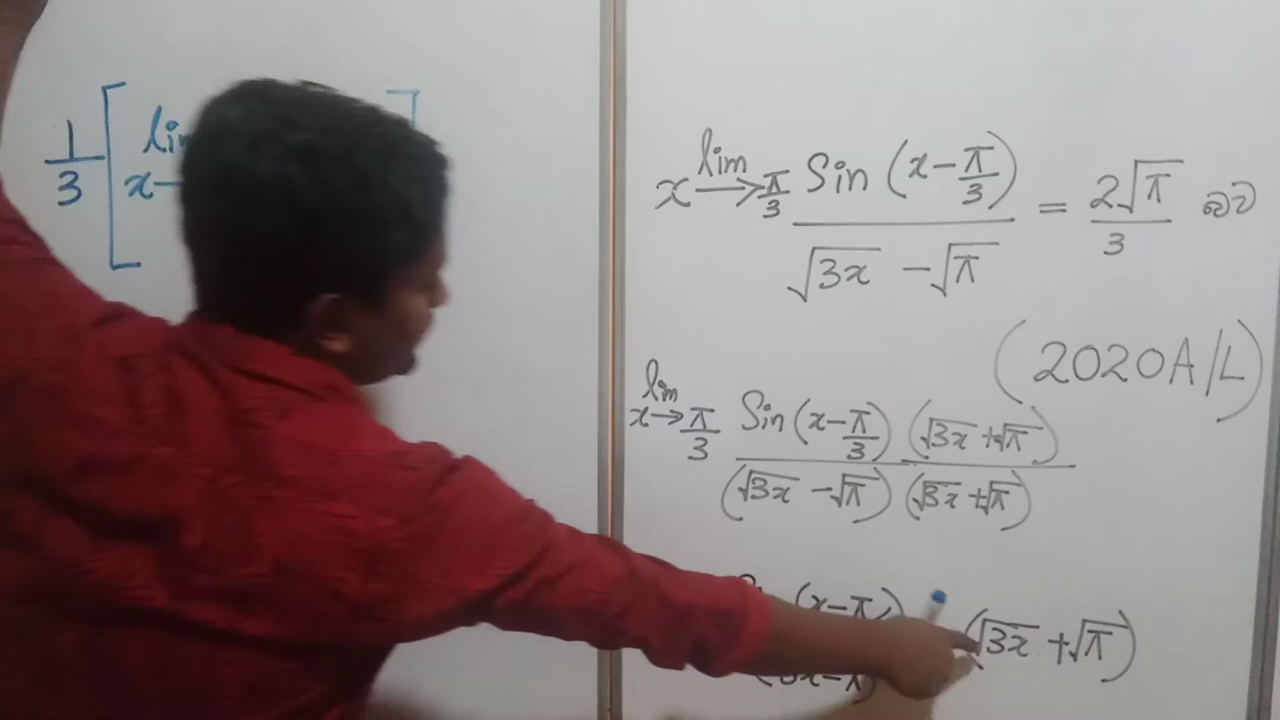 1/3 [ lim
x→
lim x→π/3 Sin (x-π/3) / √3x - √π = 2√π / 3 බව
(2020A/L)
lim x→π/3 Sin (x-π/3) (√3x + √π) / (√3x - √π) (√3x + √π)
(x-π / (3x-π (√3x + √π)